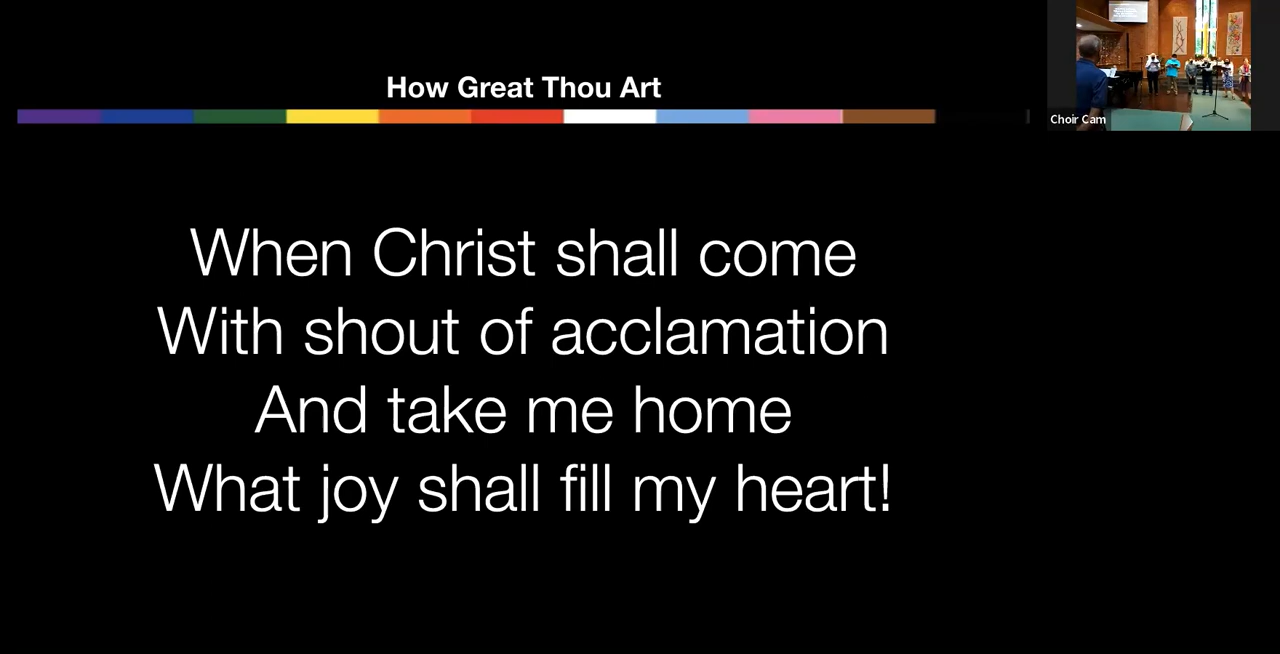 How Great Thou Art
Choir Cam
When Christ shall come
With shout of acclamation
And take me home
What joy shall fill my heart!